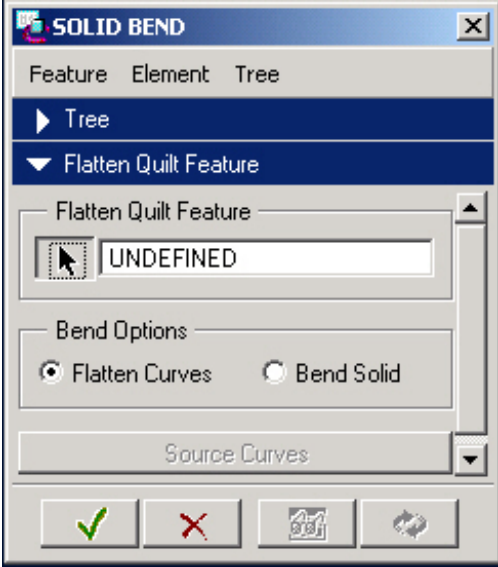 SOLID BEND
Feature Element Tree
Tree
Flatten Quilt Feature
Flatten Quilt Feature
UNDEFINED
Bend Options
Flatten Curves Bend Solid
Source Curves